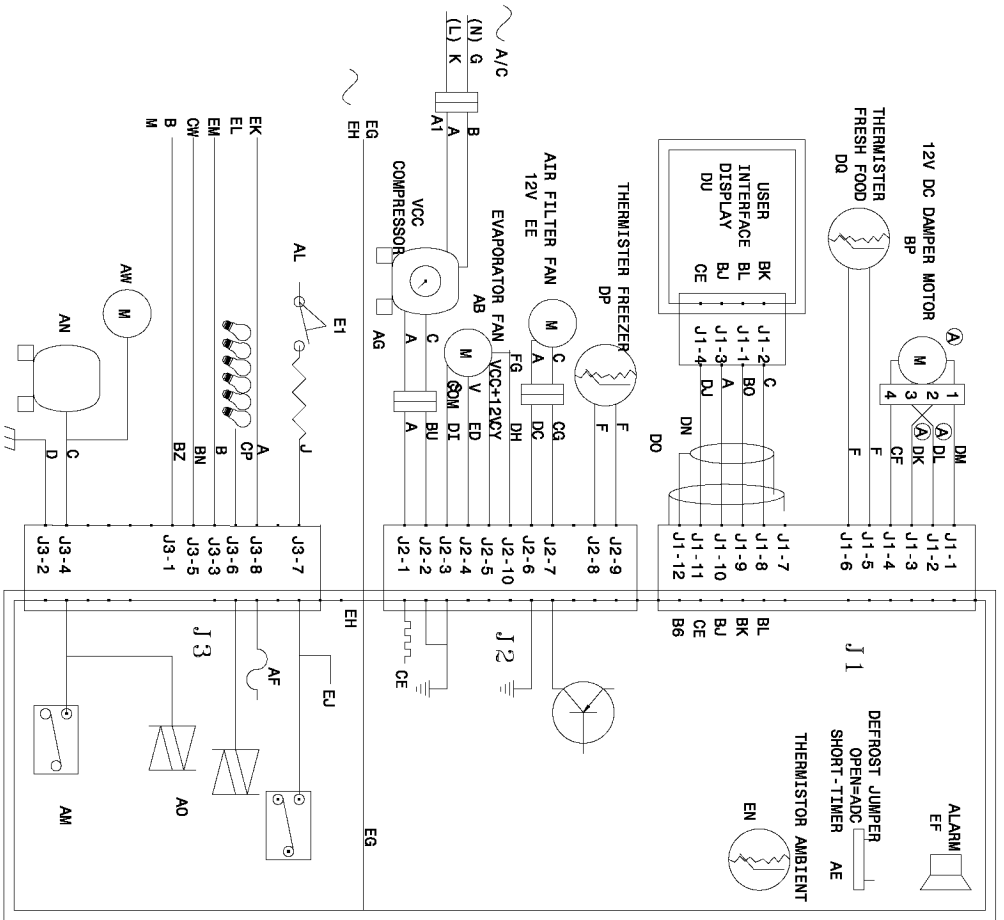 12V DC DAMPER MOTOR
BP
A
M
1
2
3
4
A
A
DM
DL
DK
CF
F
F
THERMISTER
FRESH FOOD
DQ
J1-1
J1-2
J1-3
J1-4
J1-5
J1-6
USER
INTERFACE
DISPLAY
DU
BK
BL
BJ
CE
J1-2
J1-1
J1-3
J1-4
C
BO
A
DJ
DN
DO
J1-7
J1-8
J1-9
J1-10
J1-11
J1-12
BL
BK
BJ
CE
B6
J1
THERMISTER FREEZER
DP
F
F
AIR FILTER FAN
12V EE
M
C
A
CG
DC
EVAPORATOR FAN
AB
M
FG
VCC+12V
CY
V
COM
DH
ED
DI
VCC
COMPRESSOR
AG
C
A
BU
A
A/C
(N) G
(L) K
B
A
A1
J2-9
J2-8
J2-7
J2-6
J2-10
J2-5
J2-4
J2-3
J2-2
J2-1
J2
CE
EG
EH
EG
EH
AL
E1
J
EK
EL
EM
CW
B
M
A
CP
B
BN
BZ
AW
M
AN
C
D
J3-7
J3-8
J3-6
J3-3
J3-5
J3-1
J3-4
J3-2
J3
EJ
AF
AO
AM
ALARM
EF
DEFROST JUMPER
OPEN=ADC
SHORT-TIMER AE
THERMISTOR AMBIENT
EN